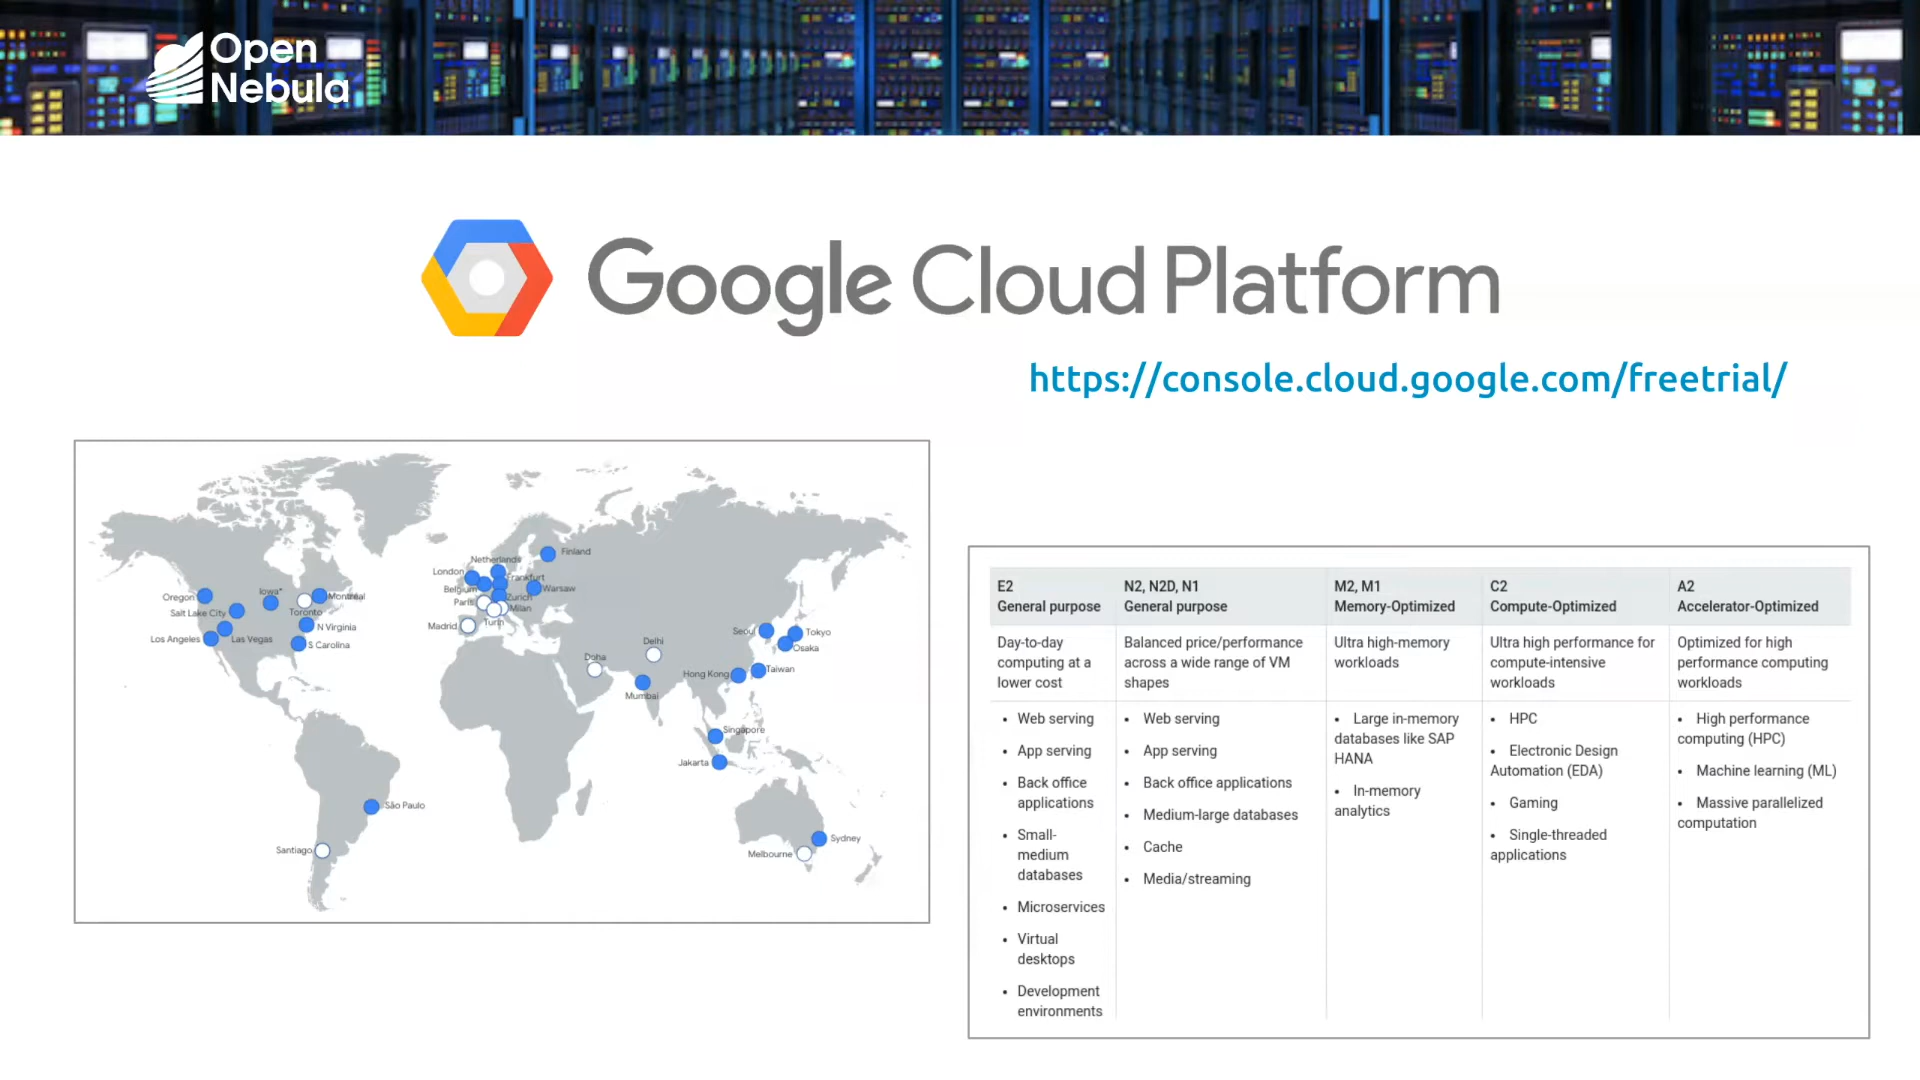 Open
Nebula
Google Cloud Platform
https://console.cloud.google.com/freetrial/
Finland
Netherlands
London
Frankfurt
Belgium
Warsaw
Zurich
Paris
Milan
Turin
Madrid
Oregon
Iowa*
Montréal
Salt Lake City
Toronto
N Virginia
Los Angeles
Las Vegas
S Carolina
Seoul
Tokyo
Osaka
Delhi
Doha
Hong Kong
Taiwan
Mumbai
Singapore
Jakarta
São Paulo
Santiago
Sydney
Melbourne
E2
General purpose
Day-to-day
computing at a
lower cost
• Web serving
• App serving
• Back office
applications
• Small-
medium
databases
• Microservices
• Virtual
desktops
• Development
environments
N2, N2D, N1
General purpose
Balanced price/performance
across a wide range of VM
shapes
• Web serving
• App serving
• Back office applications
• Medium-large databases
• Cache
• Media/streaming
M2, M1
Memory-Optimized
Ultra high-memory
workloads
• Large in-memory
databases like SAP
HANA
• In-memory
analytics
C2
Compute-Optimized
Ultra high performance for
compute-intensive
workloads
• HPC
• Electronic Design
Automation (EDA)
• Gaming
• Single-threaded
applications
A2
Accelerator-Optimized
Optimized for high
performance computing
workloads
• High performance
computing (HPC)
• Machine learning (ML)
• Massive parallelized
computation